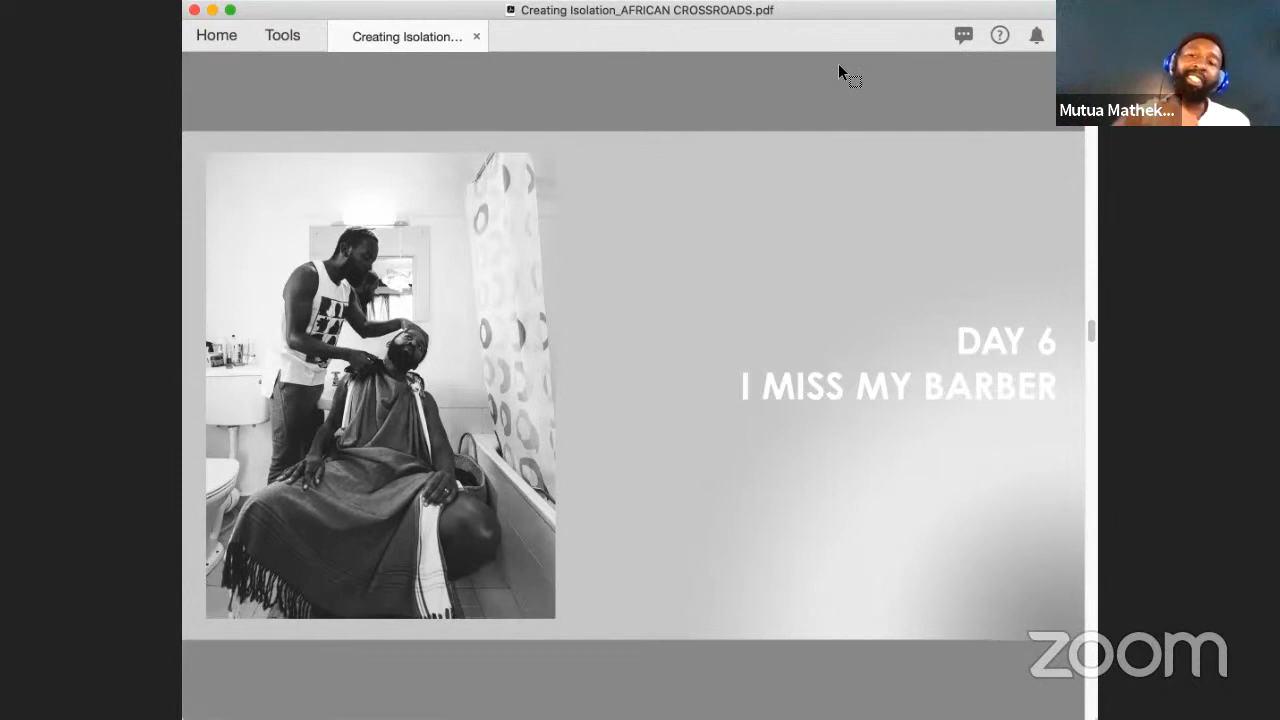 Creating Isolation_AFRICAN CROSSROADS.pdf
Home Tools Creating Isolation... ×
Mutua Mathek...
DAY 6
I MISS MY BARBER
zoom